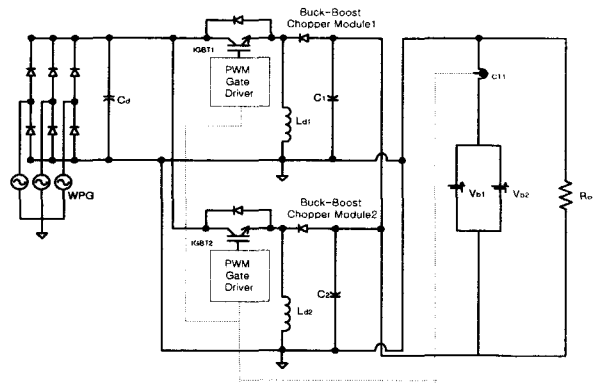 Buck-Boost
Chopper Module1
IGBT1
PWM
Gate
Driver
Cd
Ld1
C1
CT1
WPG
Vb1
Vb2
Ro
Buck-Boost
Chopper Module2
IGBT2
PWM
Gate
Driver
Ld2
C2